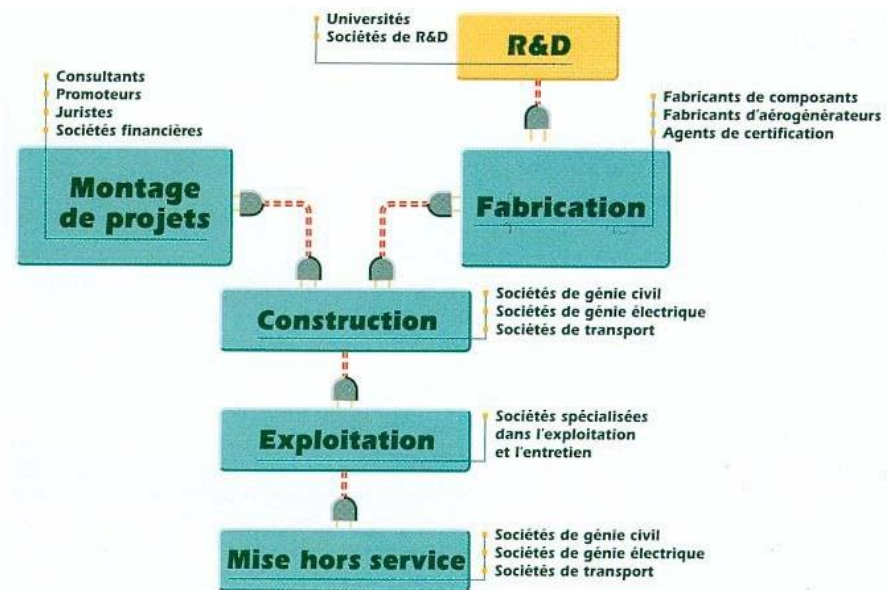 Universités
Sociétés de R&D
R&D
Consultants
Promoteurs
Juristes
Sociétés financières
Fabricants de composants
Fabricants d'aérogénérateurs
Agents de certification
Montage
de projets
Fabrication
Sociétés de génie civil
Sociétés de génie électrique
Sociétés de transport
Construction
Sociétés spécialisées
dans l'exploitation
et l'entretien
Exploitation
Sociétés de génie civil
Sociétés de génie électrique
Sociétés de transport
Mise hors service